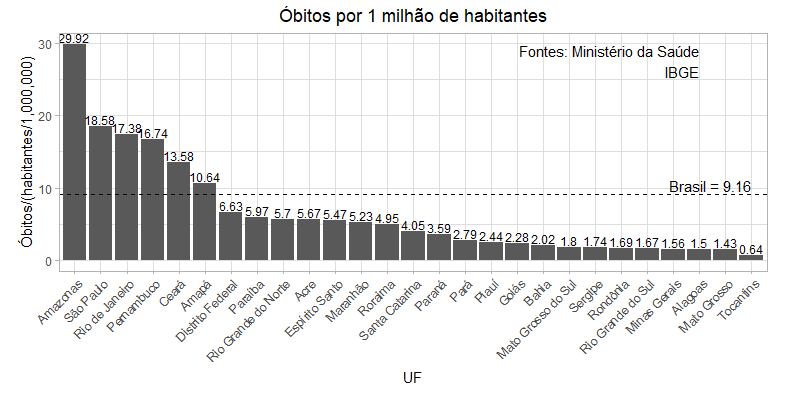 Óbitos por 1 milhão de habitantes
Óbitos/(habitantes/1,000,000)
30
20
10
0
Fontes: Ministério da Saúde
IBGE
Brasil = 9.16
29.92
18.58
17.38
16.74
13.58
10.64
6.63
5.97
5.7
5.67
5.47
5.23
4.95
4.05
3.59
2.79
2.44
2.28
2.02
1.8
1.74
1.69
1.67
1.56
1.5
1.43
0.64
Amazonas
São Paulo
Rio de Janeiro
Pernambuco
Ceará
Amapá
Distrito Federal
Paraíba
Rio Grande do Norte
Acre
Espírito Santo
Maranhão
Roraima
Santa Catarina
Paraná
Pará
Piauí
Goiás
Bahia
Mato Grosso do Sul
Sergipe
Rondônia
Rio Grande do Sul
Minas Gerais
Alagoas
Mato Grosso
Tocantins
UF